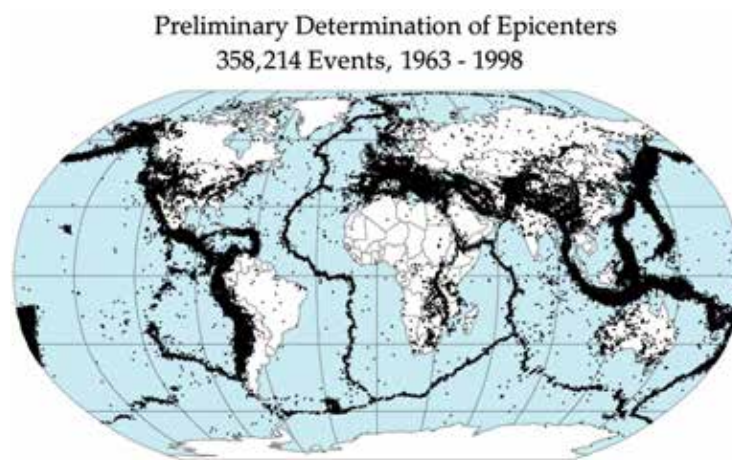 Preliminary Determination of Epicenters
358,214 Events, 1963 - 1998